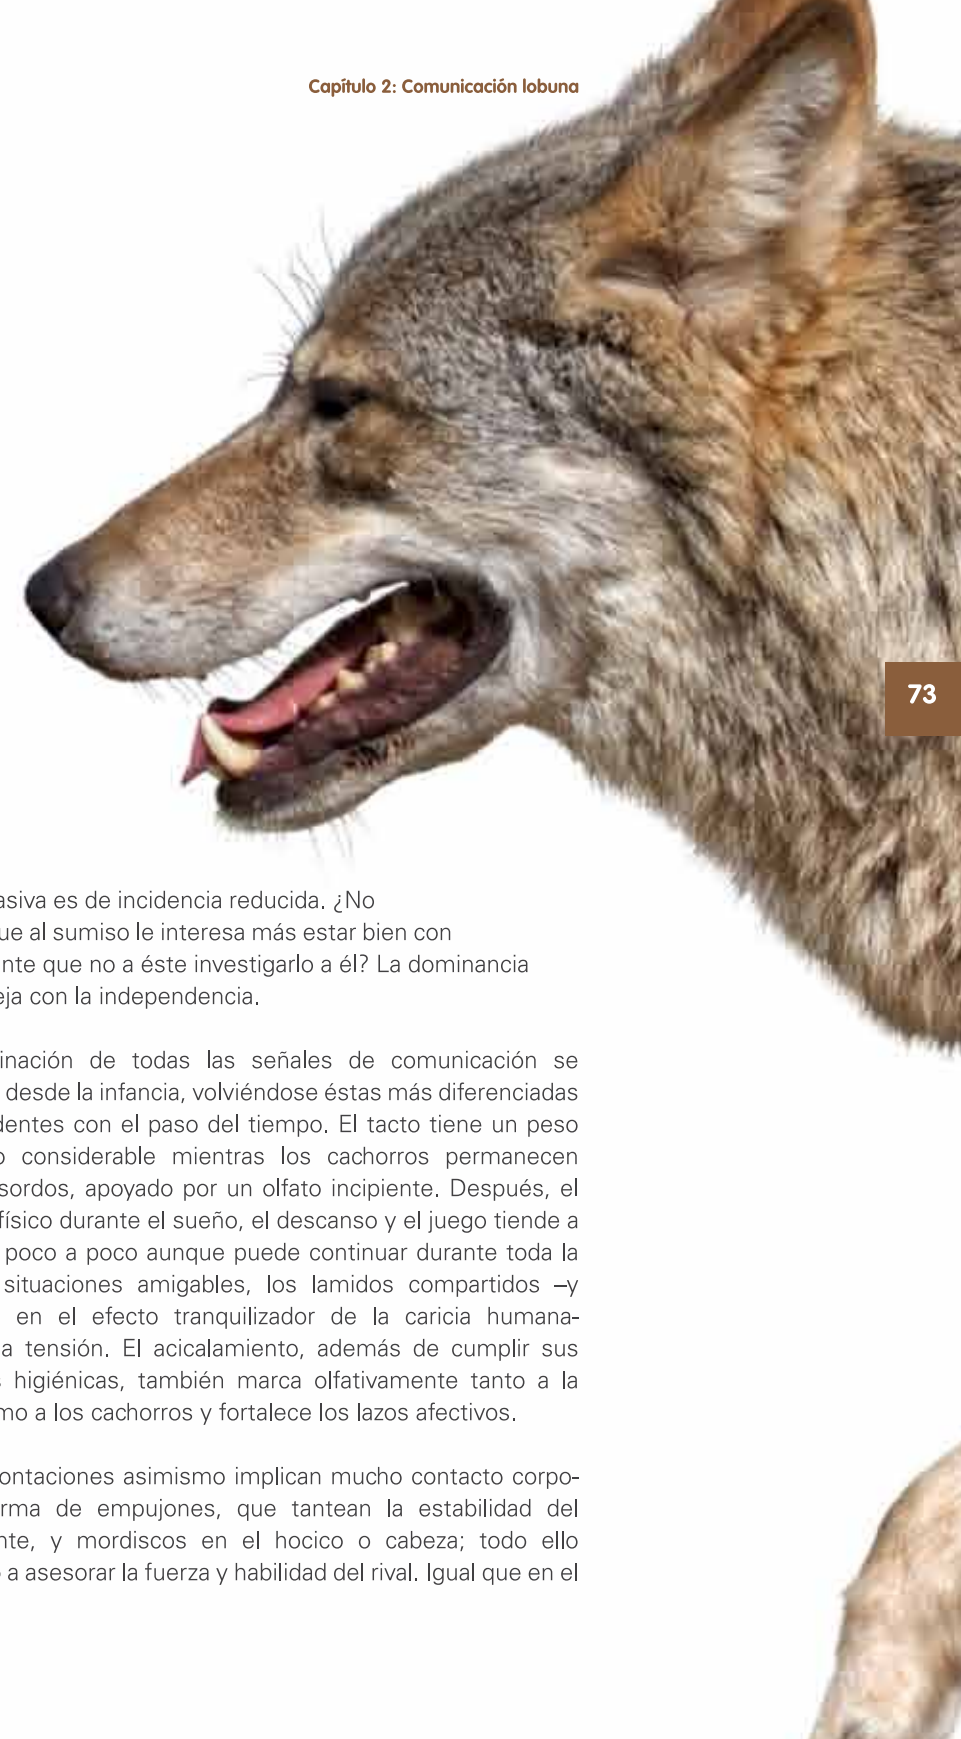 Capítulo 2: Comunicación lobuna
73
asiva es de incidencia reducida. ¿No
ue al sumiso le interesa más estar bien con
nte que no a éste investigarlo a él? La dominancia
eja con la independencia.
inación de todas las señales de comunicación se
desde la infancia, volviéndose éstas más diferenciadas
dentes con el paso del tiempo. El tacto tiene un peso
o considerable mientras los cachorros permanecen
sordos, apoyado por un olfato incipiente. Después, el
físico durante el sueño, el descanso y el juego tiende a
poco a poco aunque puede continuar durante toda la
situaciones amigables, los lamidos compartidos –y
en el efecto tranquilizador de la caricia humana-
a tensión. El acicalamiento, además de cumplir sus
s higiénicas, también marca olfativamente tanto a la
mo a los cachorros y fortalece los lazos afectivos.
ontaciones asimismo implican mucho contacto corpo-
rma de empujones, que tantean la estabilidad del
nte, y mordiscos en el hocico o cabeza; todo ello
a asesorar la fuerza y habilidad del rival. Igual que en el